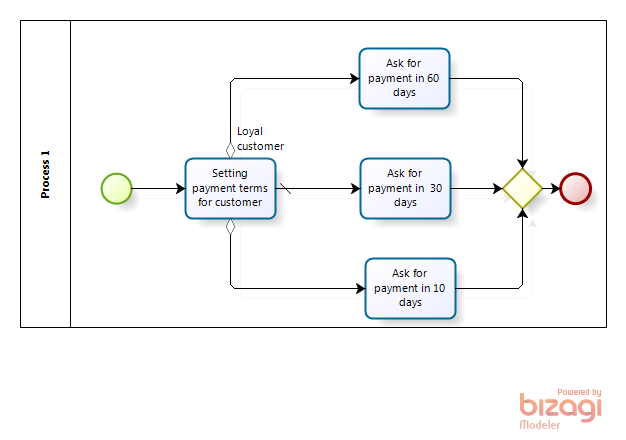 Process 1
Ask for
payment in 60
days
Loyal
customer
Setting
payment terms
for customer
Ask for
payment in  30
days
Ask for
payment in 10
days
Powered by
bizagi
Modeler